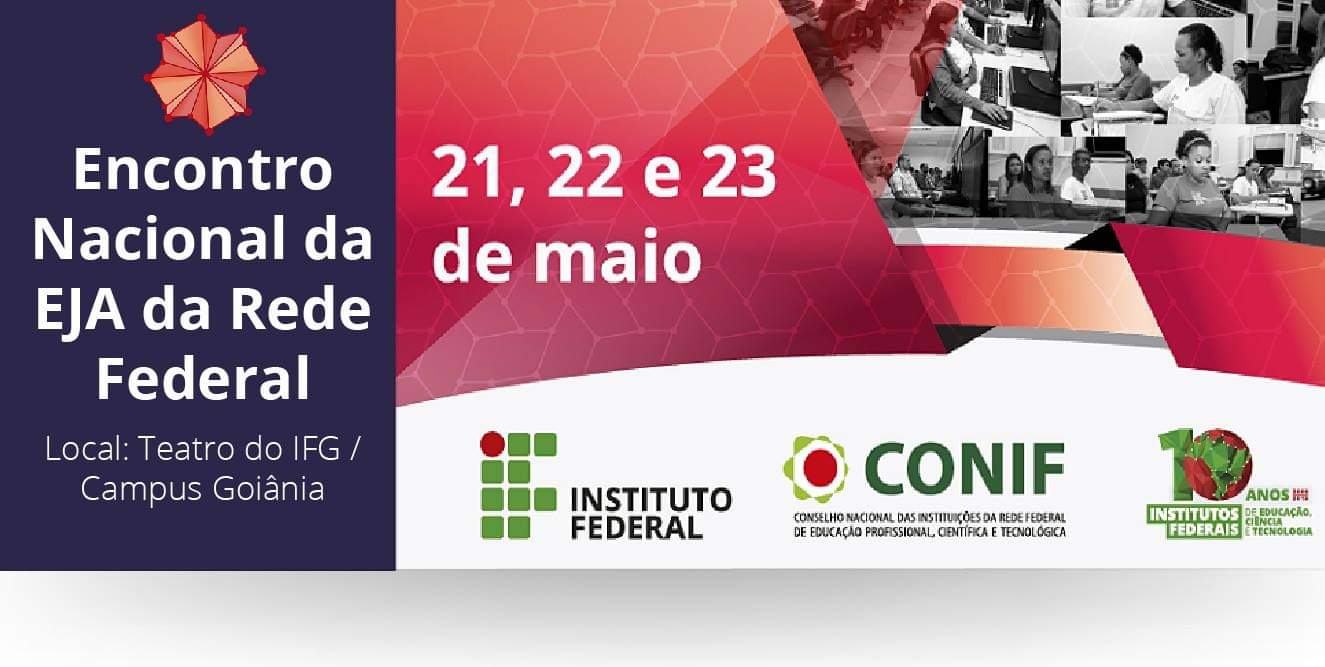 Encontro
Nacional da
EJA da Rede
Federal
Local: Teatro do IFG /
Campus Goiânia
21, 22 e 23
de maio
INSTITUTO
FEDERAL
CONIF
CONSELHO NACIONAL DAS INSTITUIÇÕES DA REDE FEDERAL
DE EDUCAÇÃO PROFISSIONAL, CIENTÍFICA E TECNOLÓGICA
10
ANOS
INSTITUTOS
FEDERAIS
DE EDUCAÇÃO,
CIÊNCIA
E TECNOLOGIA